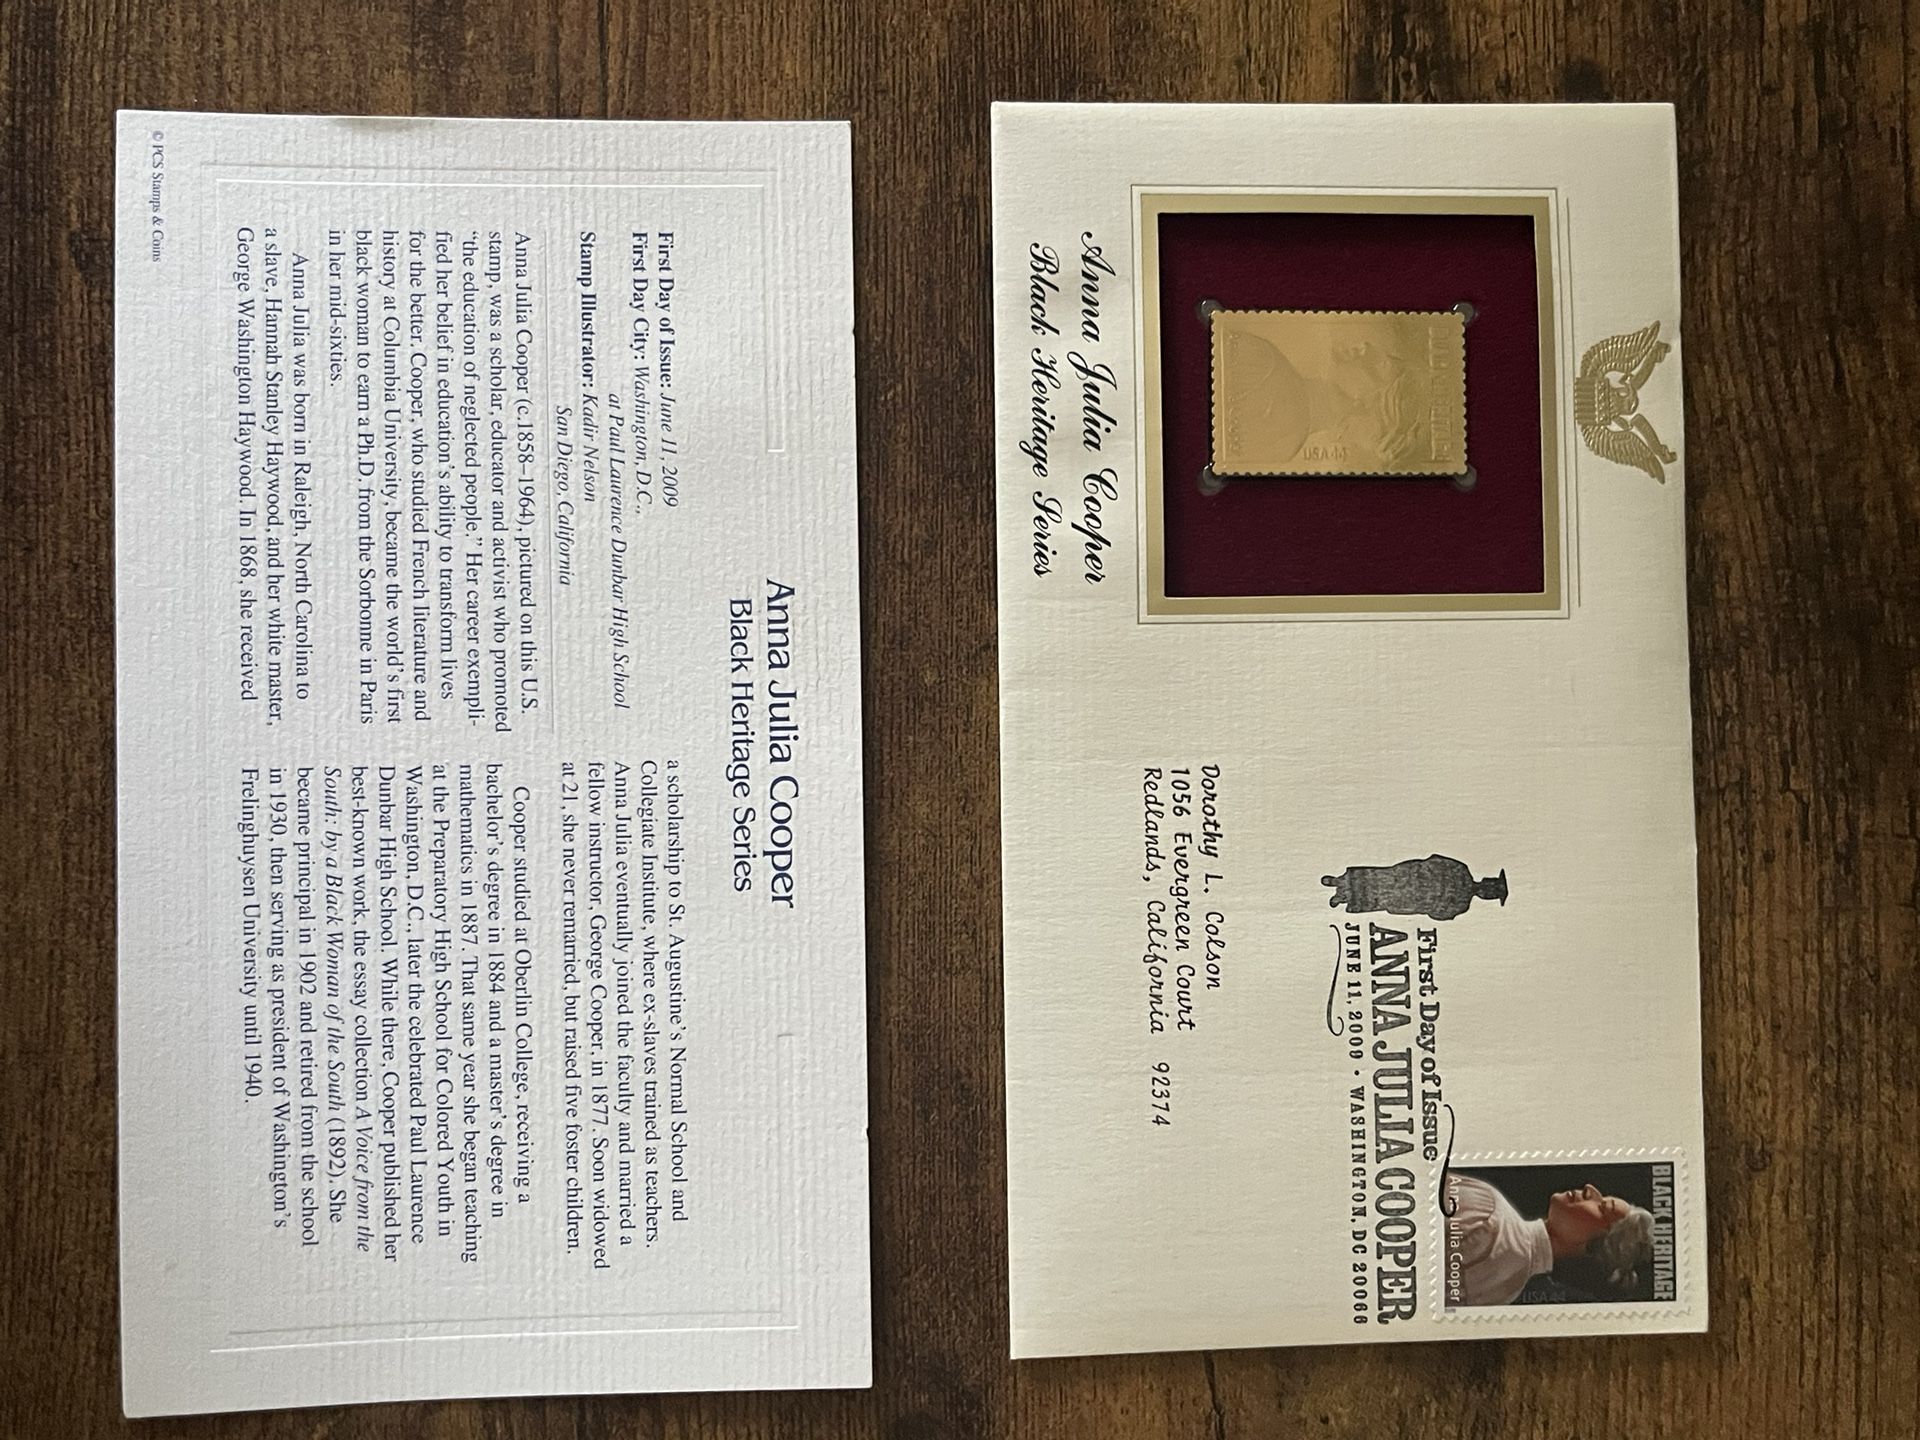 Anna Julia Cooper
Black Heritage Series
First Day of Issue
ANNA JULIA COOPER
JUNE 11, 2009 • WASHINGTON, DC 20066
BLACK HERITAGE
USA 44
Anna Julia Cooper
USA 44
Dorothy L. Colson
1056 Evergreen Court
Redlands, California 92374
Anna Julia Cooper
Black Heritage Series
First Day of Issue: June 11, 2009
First Day City: Washington, D.C.,
at Paul Laurence Dunbar High School
Stamp Illustrator: Kadir Nelson
San Diego, California
Anna Julia Cooper (c.1858–1964), pictured on this U.S.
stamp, was a scholar, educator and activist who promoted
“the education of neglected people.” Her career exempli-
fied her belief in education’s ability to transform lives
for the better. Cooper, who studied French literature and
history at Columbia University, became the world’s first
black woman to earn a Ph.D. from the Sorbonne in Paris
in her mid-sixties.
Anna Julia was born in Raleigh, North Carolina to
a slave, Hannah Stanley Haywood, and her white master,
George Washington Haywood. In 1868, she received
a scholarship to St. Augustine’s Normal School and
Collegiate Institute, where ex-slaves trained as teachers.
Anna Julia eventually joined the faculty and married a
fellow instructor, George Cooper, in 1877. Soon widowed
at 21, she never remarried, but raised five foster children.
Cooper studied at Oberlin College, receiving a
bachelor’s degree in 1884 and a master’s degree in
mathematics in 1887. That same year she began teaching
at the Preparatory High School for Colored Youth in
Washington, D.C., later the celebrated Paul Laurence
Dunbar High School. While there, Cooper published her
best-known work, the essay collection A Voice from the
South: by a Black Woman of the South (1892). She
became principal in 1902 and retired from the school
in 1930, then serving as president of Washington’s
Frelinghuysen University until 1940.
© PCS Stamps & Coins